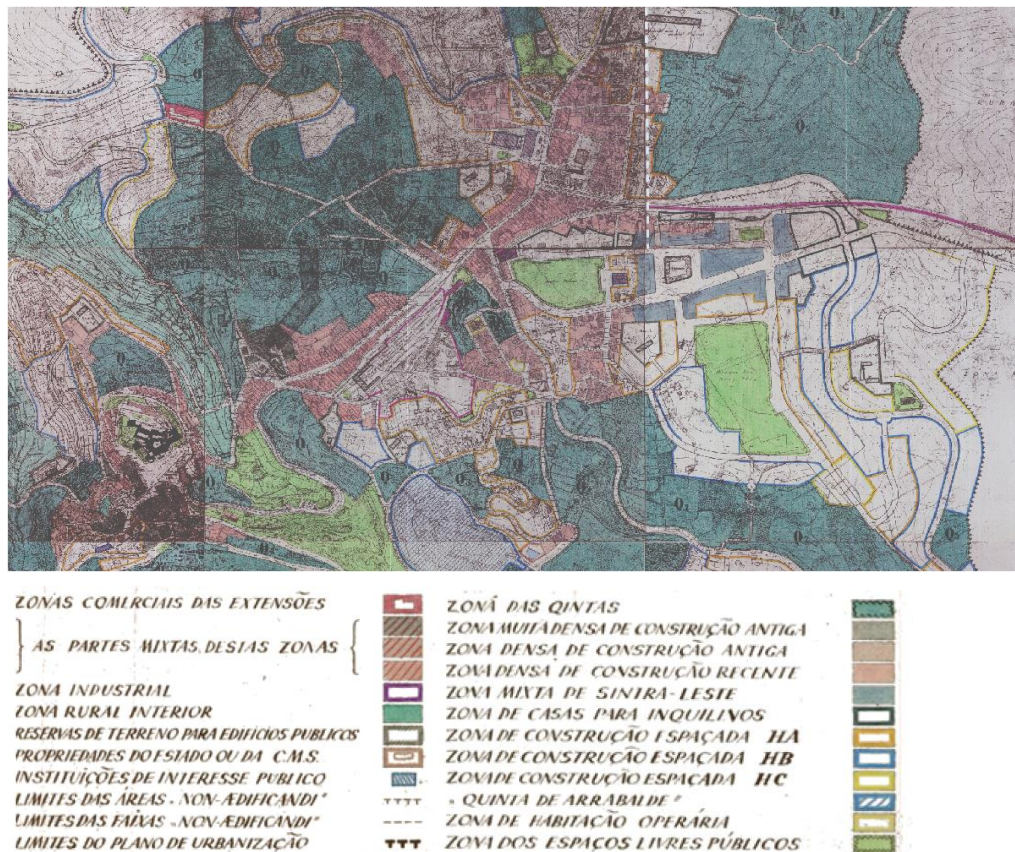 ZONAS COMERCIAIS DAS EXTENSÕES
AS PARTES MIXTAS, DESTAS ZONAS
ZONA INDUSTRIAL
ZONA RURAL INTERIOR
RESERVAS DE TERRENO PARA EDIFICIOS PUBLICOS
PROPRIEDADES DO ESTADO OU DA C.M.S.
INSTITUIÇÕES DE INTERESSE PUBLICO
LIMITES DAS ÁREAS "NON-ÆDIFICANDI"
LIMITES DAS FAIXAS "NON-ÆDIFICANDI"
LIMITES DO PLANO DE URBANIZAÇÃO
ZONA DAS QINTAS
ZONA MUITA DENSA DE CONSTRUÇÃO ANTIGA
ZONA DENSA DE CONSTRUÇÃO ANTIGA
ZONA DENSA DE CONSTRUÇÃO RECENTE
ZONA MIXTA DE SINTRA-LESTE
ZONA DE CASAS PARA INQUILINOS
ZONA DE CONSTRUÇÃO ESPAÇADA HA
ZONA DE CONSTRUÇÃO ESPAÇADA HB
ZONA DE CONSTRUÇÃO ESPAÇADA HC
"QUINTA DE ARRABALDE"
ZONA DE HABITAÇÃO OPERÁRIA
ZONA DOS ESPAÇOS LIVRES PÚBLICOS